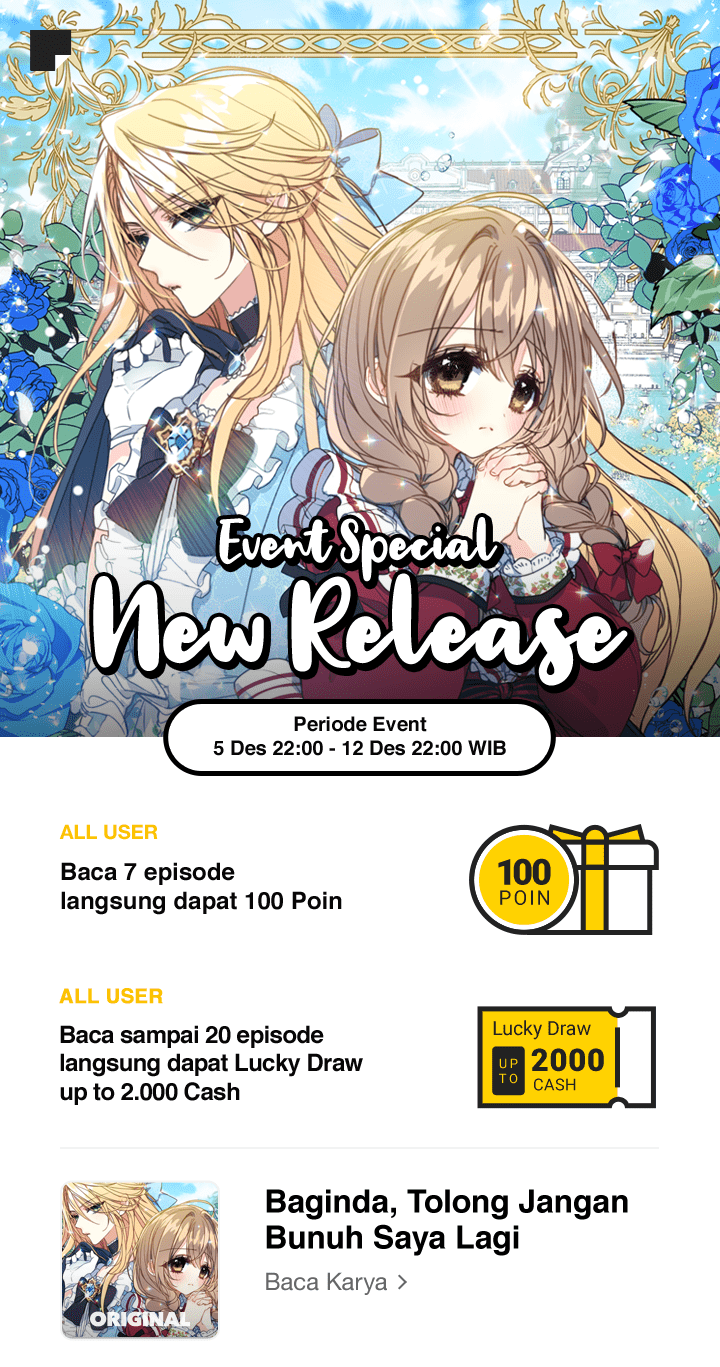 Event Special
New Release
Periode Event
5 Des 22:00 - 12 Des 22:00 WIB
ALL USER
Baca 7 episode
langsung dapat 100 Poin
100
POIN
ALL USER
Baca sampai 20 episode
langsung dapat Lucky Draw
up to 2.000 Cash
Lucky Draw
UP
TO
2000
CASH
Baginda, Tolong Jangan
Bunuh Saya Lagi
Baca Karya >
ORIGINAL